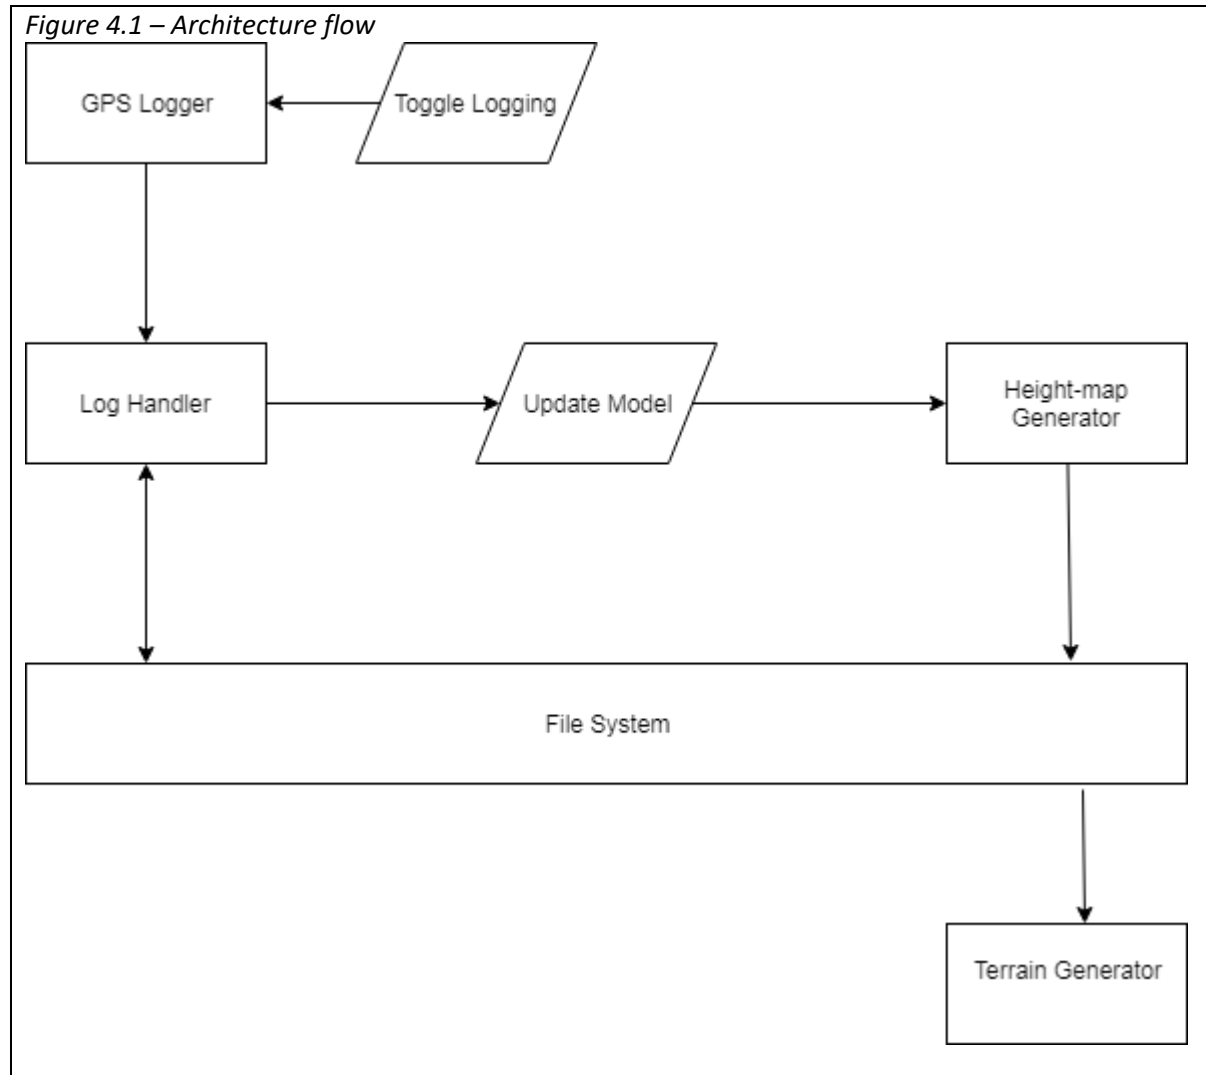 Figure 4.1 – Architecture flow
GPS Logger
Toggle Logging
Log Handler
Update Model
Height-map
Generator
File System
Terrain Generator